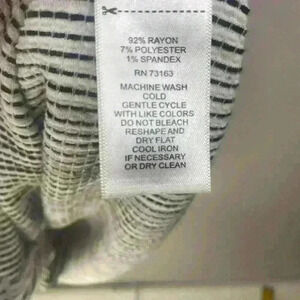 92% RAYON
7% POLYESTER
1% SPANDEX
RN 73163
MACHINE WASH
COLD
GENTLE CYCLE
WITH LIKE COLORS
DO NOT BLEACH
RESHAPE AND
DRY FLAT
COOL IRON
IF NECESSARY
OR DRY CLEAN